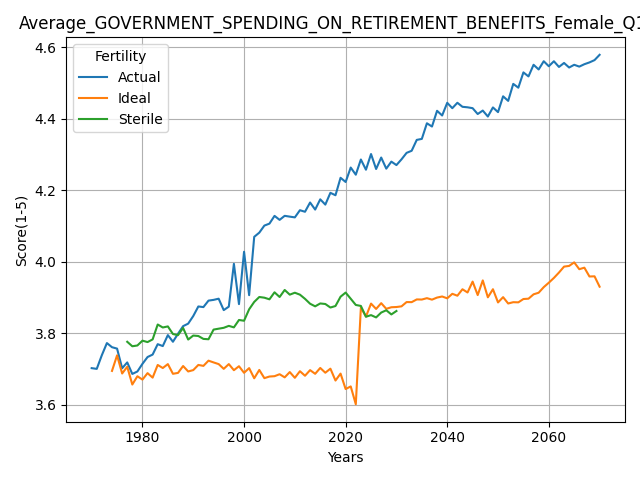 Average_GOVERNMENT_SPENDING_ON_RETIREMENT_BENEFITS_Female_Q1
Fertility
Actual
Ideal
Sterile
Score(1-5)
4.6
4.4
4.2
4.0
3.8
3.6
1980 2000 2020 2040 2060
Years